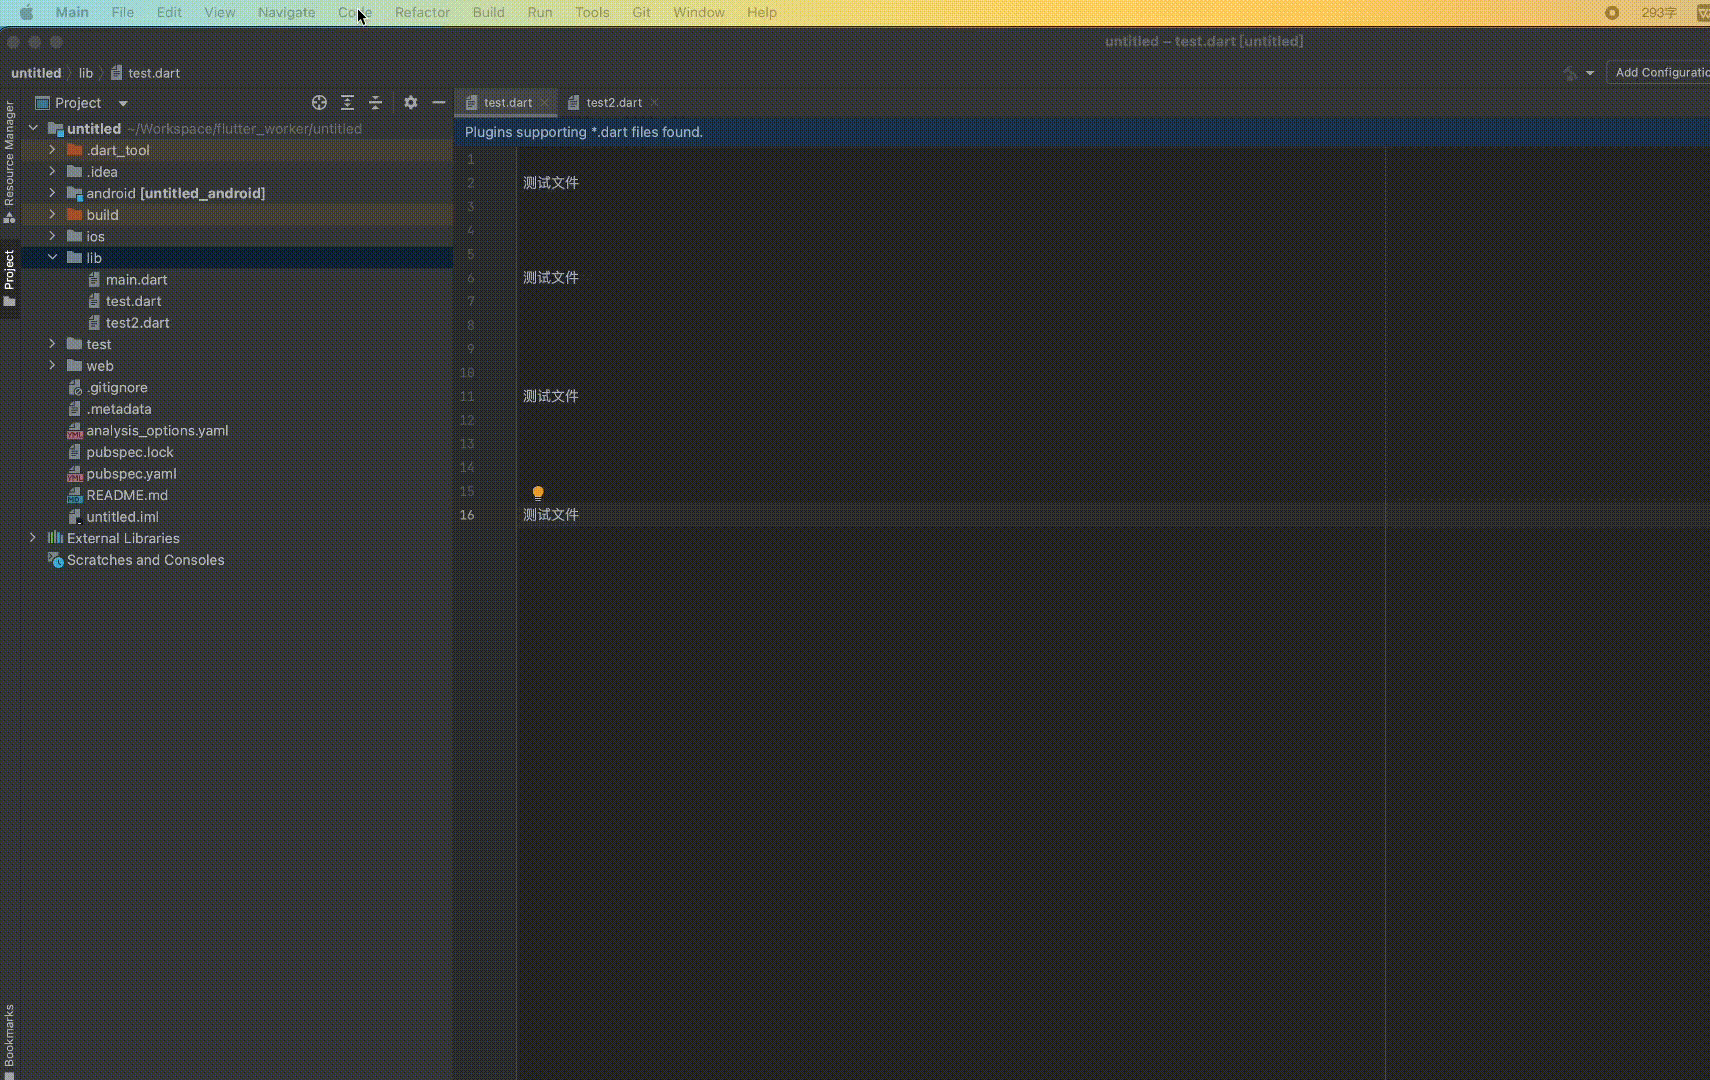 Main File Edit View Navigate Code Refactor Build Run Tools Git Window Help 293字
untitled – test.dart [untitled]
untitled lib test.dart
Add Configuratio
Project
test.dart test2.dart
Resource Manager
Project
Bookmarks
untitled ~/Workspace/flutter_worker/untitled
.dart_tool
.idea
android [untitled_android]
build
ios
lib
main.dart
test.dart
test2.dart
test
web
.gitignore
.metadata
analysis_options.yaml
pubspec.lock
pubspec.yaml
README.md
untitled.iml
External Libraries
Scratches and Consoles
Plugins supporting *.dart files found.
1
2 测试文件
3
4
5
6 测试文件
7
8
9
10
11 测试文件
12
13
14
15
16 测试文件